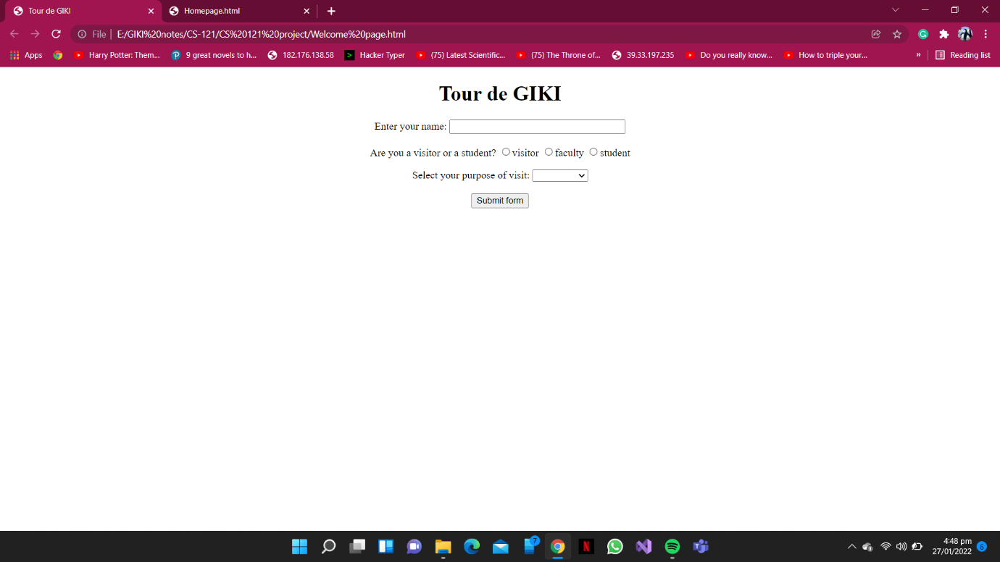 Tour de GIKI
Homepage.html
File | E:/GIKI%20notes/CS-121/CS%20121%20project/Welcome%20page.html
Apps Harry Potter: Them... 9 great novels to h... 182.176.138.58 Hacker Typer (75) Latest Scientific... (75) The Throne of... 39.33.197.235 Do you really know... How to triple your... » Reading list
Tour de GIKI
Enter your name:
Are you a visitor or a student? visitor faculty student
Select your purpose of visit:
Submit form
7
4:48 pm
27/01/2022
6